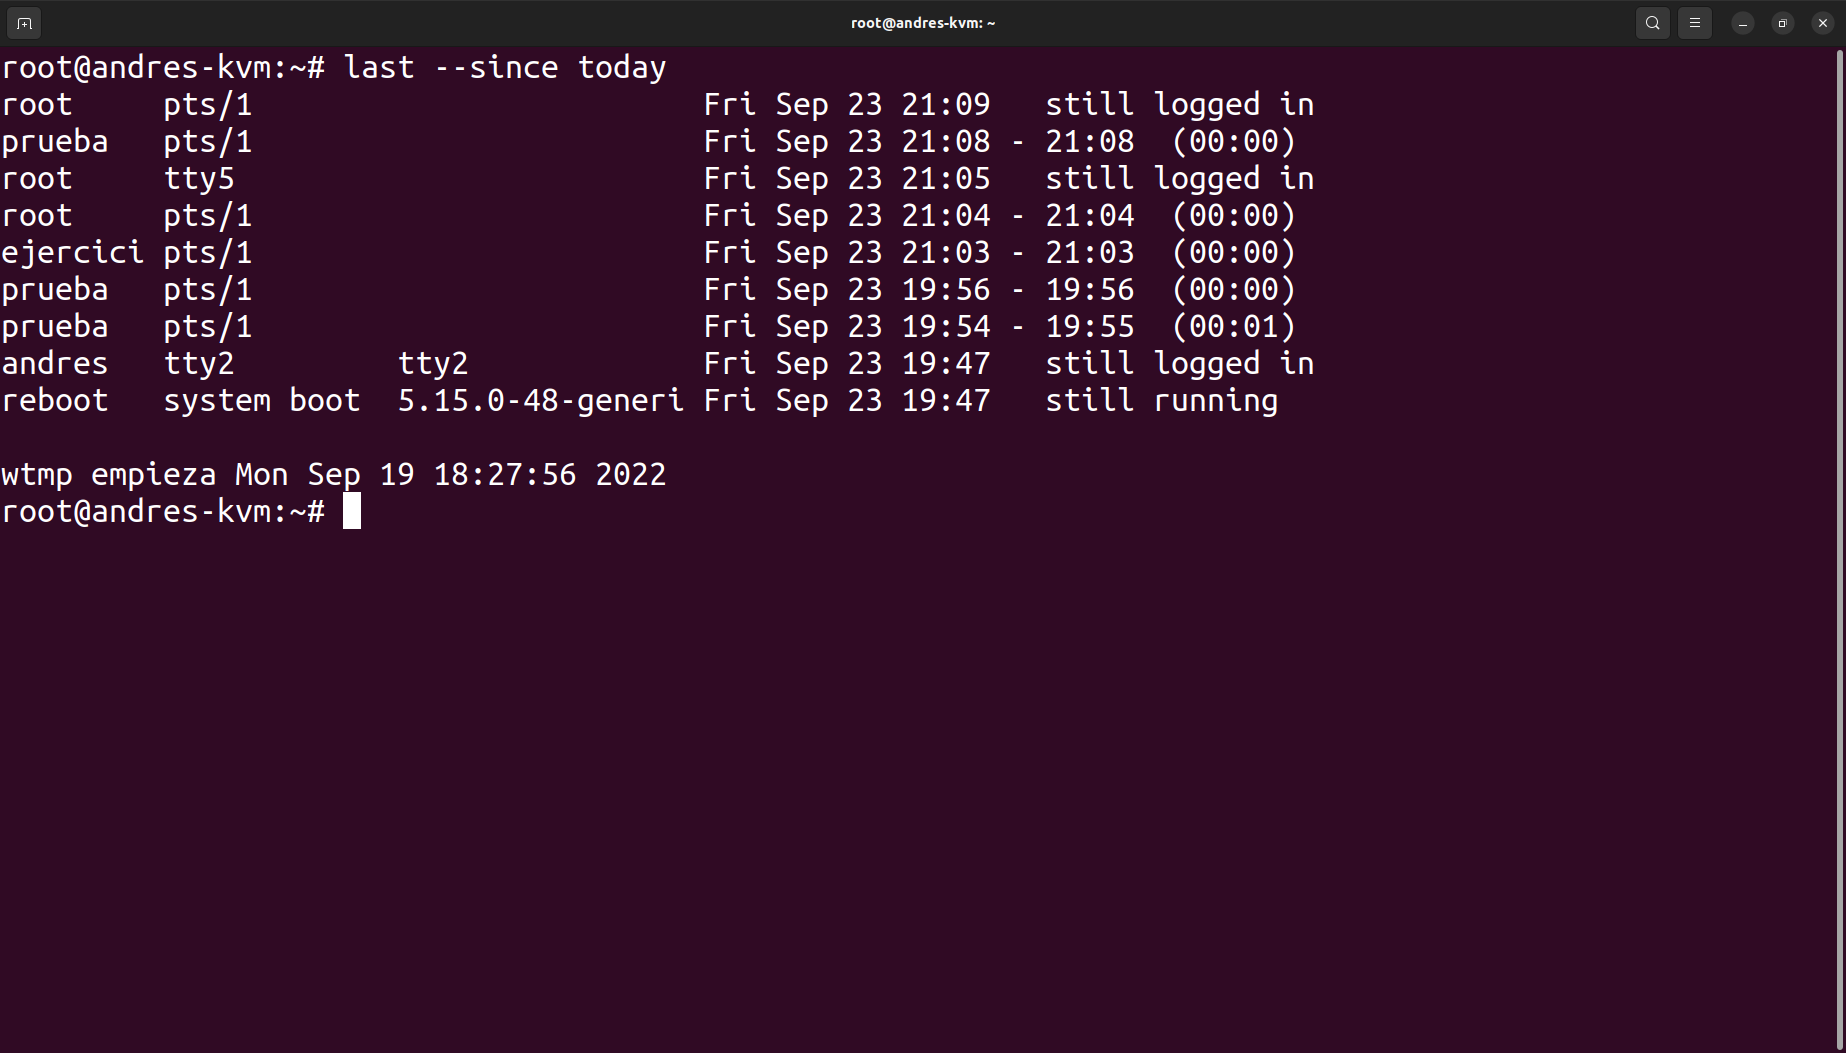 root@andres-kvm: ~
root@andres-kvm:~# last --since today
root     pts/1                         Fri Sep 23 21:09   still logged in
prueba   pts/1                         Fri Sep 23 21:08 - 21:08  (00:00)
root     tty5                          Fri Sep 23 21:05   still logged in
root     pts/1                         Fri Sep 23 21:04 - 21:04  (00:00)
ejercici pts/1                         Fri Sep 23 21:03 - 21:03  (00:00)
prueba   pts/1                         Fri Sep 23 19:56 - 19:56  (00:00)
prueba   pts/1                         Fri Sep 23 19:54 - 19:55  (00:01)
andres   tty2         tty2             Fri Sep 23 19:47   still logged in
reboot   system boot  5.15.0-48-generi Fri Sep 23 19:47   still running
wtmp empieza Mon Sep 19 18:27:56 2022
root@andres-kvm:~#